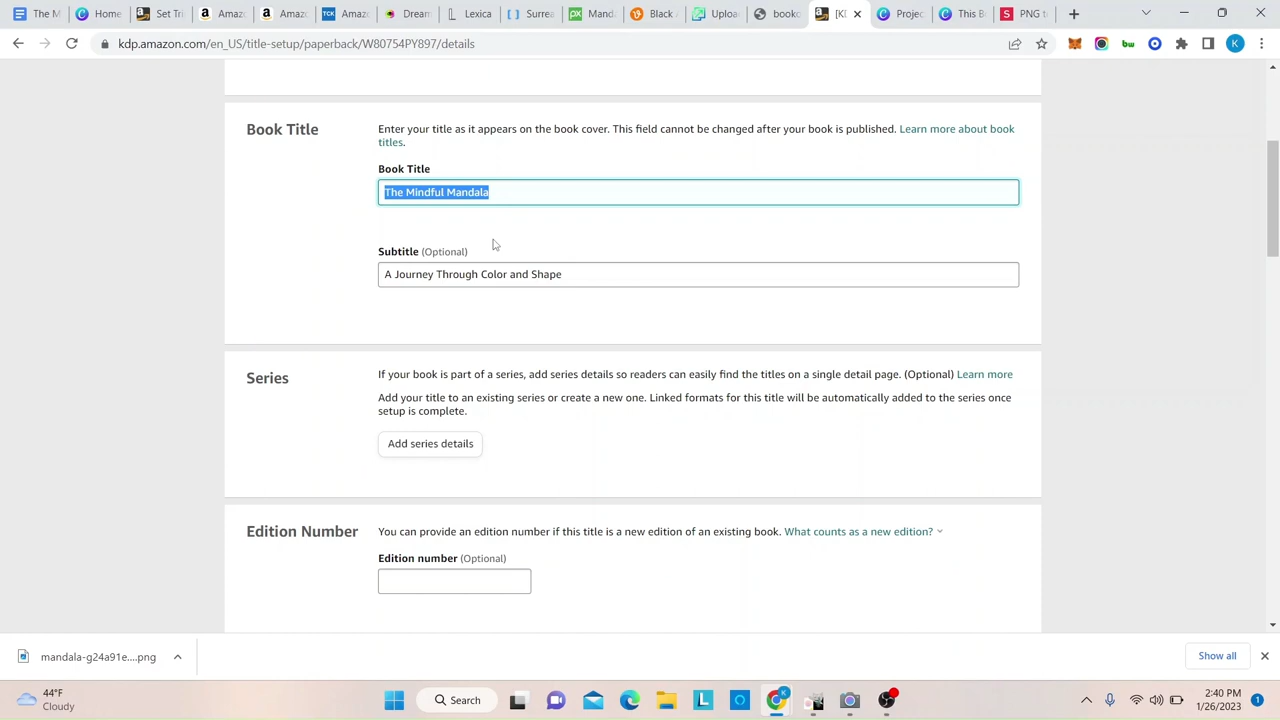 The M
Home
Set Tri
Ama
Ama
TCK Amaz
Dream
Lexica
Surrea
px Mand
Black
Uploa
booko
[K
Projec
This B
S PNG t
kdp.amazon.com/en_US/title-setup/paperback/W80754PY897/details
bw
K
Book Title
Enter your title as it appears on the book cover. This field cannot be changed after your book is published. Learn more about book
titles.
Book Title
The Mindful Mandala
Subtitle (Optional)
A Journey Through Color and Shape
Series
If your book is part of a series, add series details so readers can easily find the titles on a single detail page. (Optional) Learn more
Add your title to an existing series or create a new one. Linked formats for this title will be automatically added to the series once
setup is complete.
Add series details
Edition Number
You can provide an edition number if this title is a new edition of an existing book. What counts as a new edition?
Edition number (Optional)
mandala-g24a91e....png
Show all
44°F
Cloudy
Search
2:40 PM
1/26/2023
1